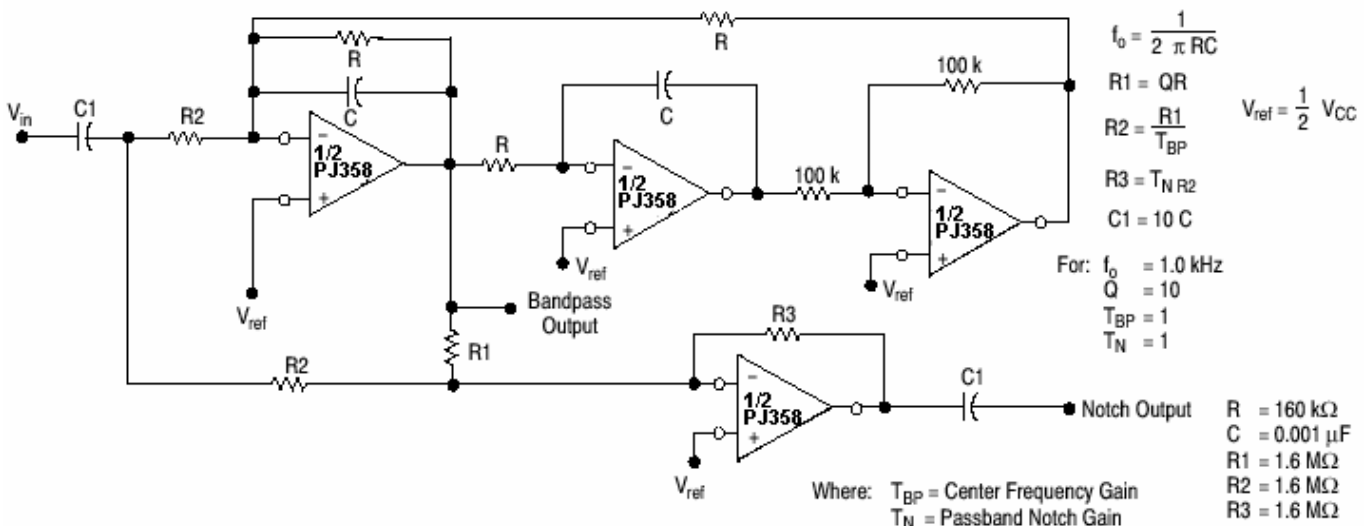 R
R
C
100 k
V_in
C1
R2
1/2
PJ358
V_ref
R
C
1/2
PJ358
V_ref
100 k
1/2
PJ358
V_ref
f_o = 1 / 2 π RC
R1 = QR
R2 = R1 / T_BP
R3 = T_N R2
C1 = 10 C
V_ref = 1/2 V_CC
For: f_o = 1.0 kHz
Q = 10
T_BP = 1
T_N = 1
Bandpass
Output
R1
R2
R3
1/2
PJ358
V_ref
C1
Notch Output
R = 160 kΩ
C = 0.001 µF
R1 = 1.6 MΩ
R2 = 1.6 MΩ
R3 = 1.6 MΩ
Where: T_BP = Center Frequency Gain
T_N = Passband Notch Gain